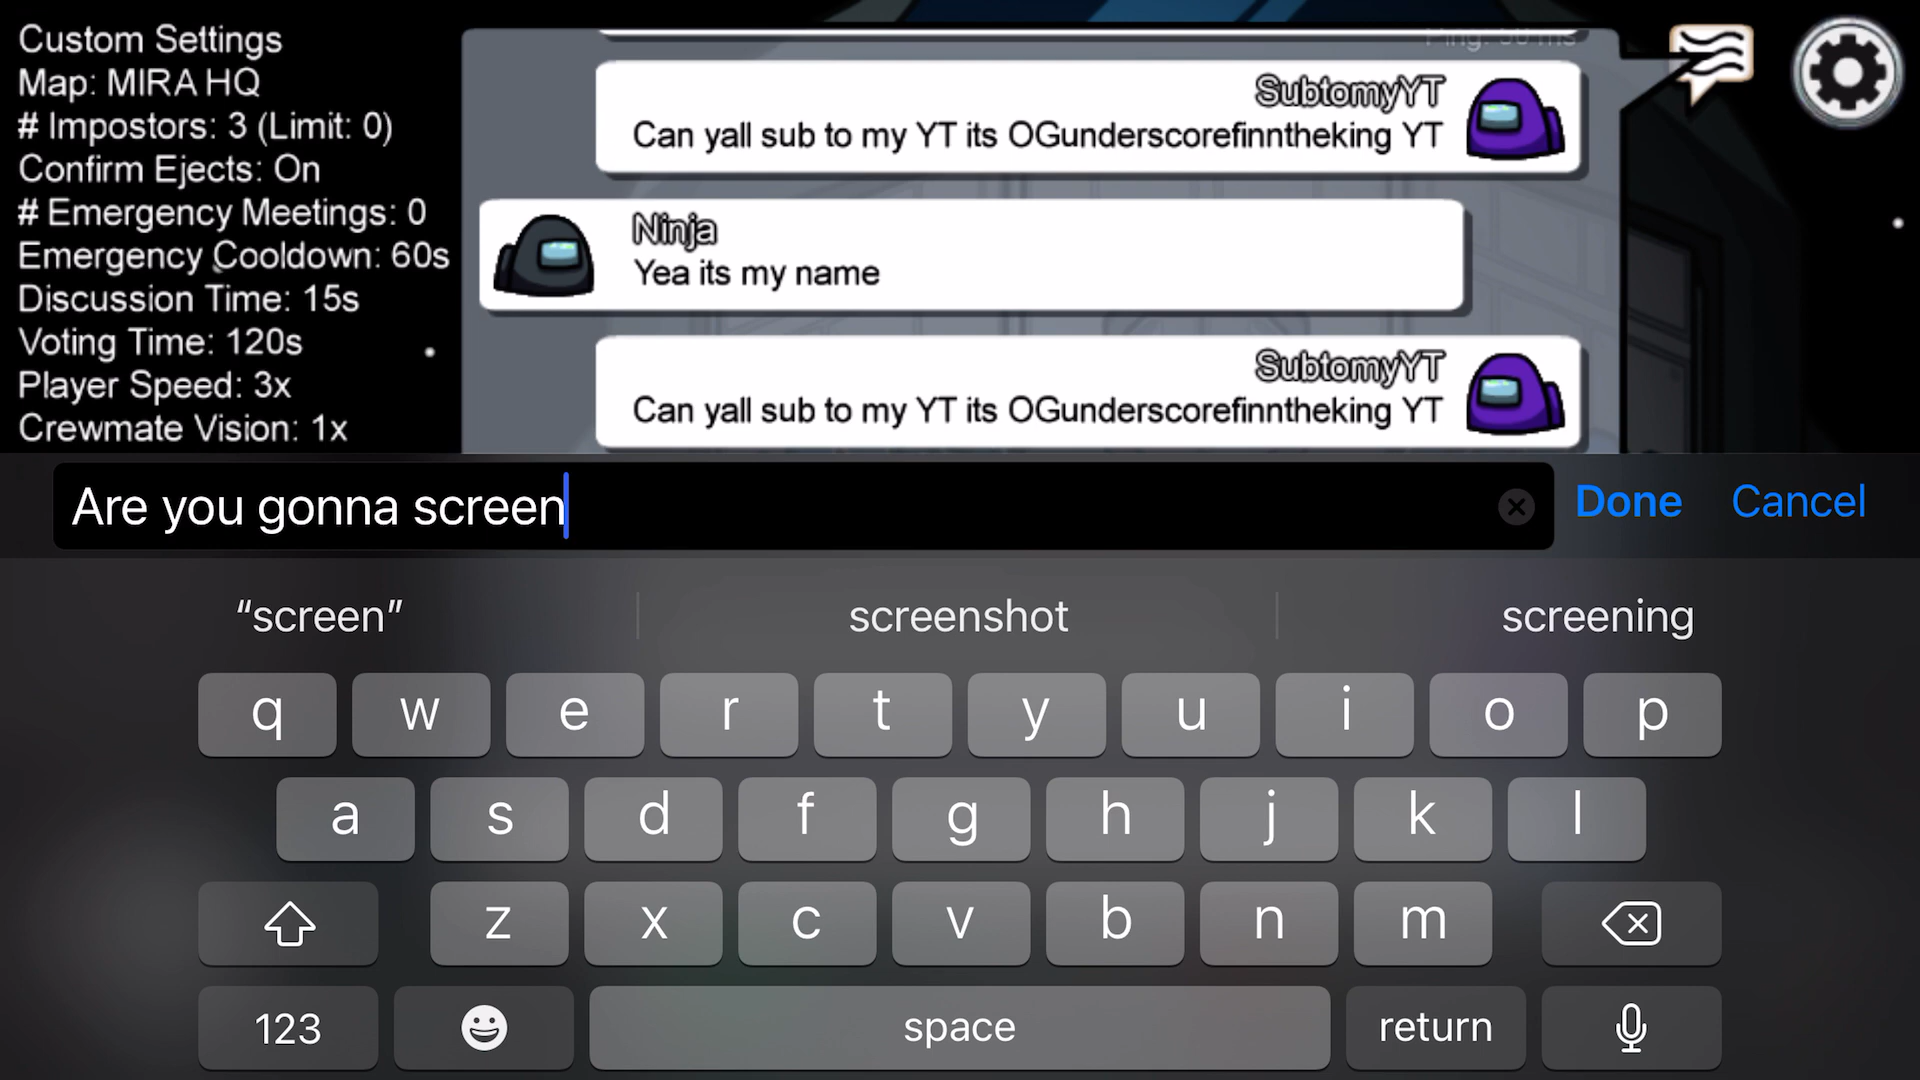 Custom Settings
Map: MIRA HQ
# Impostors: 3 (Limit: 0)
Confirm Ejects: On
# Emergency Meetings: 0
Emergency Cooldown: 60s
Discussion Time: 15s
Voting Time: 120s
Player Speed: 3x
Crewmate Vision: 1x
Ping: 50 ms
SubtomyYT
Can yall sub to my YT its OGunderscorefinntheking YT
Ninja
Yea its my name
SubtomyYT
Can yall sub to my YT its OGunderscorefinntheking YT
Are you gonna screen
Done
Cancel
“screen”
screenshot
screening
q w e r t y u i o p
a s d f g h j k l
z x c v b n m
123
space
return